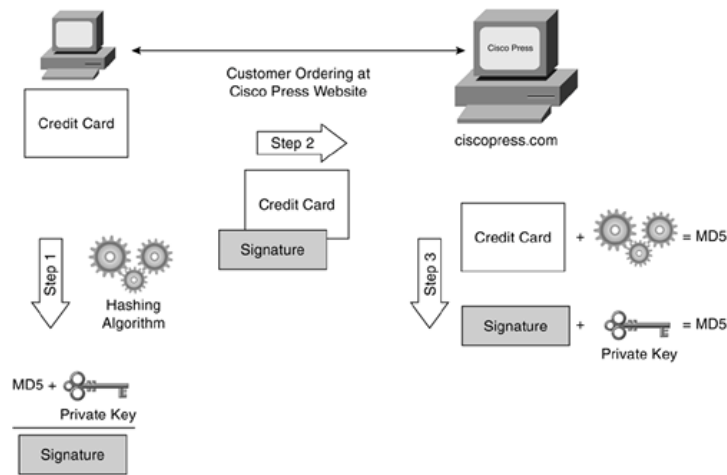 Cisco Press
Customer Ordering at
Cisco Press Website
Credit Card
ciscopress.com
Step 2
Credit Card
Signature
Step 1
Hashing
Algorithm
MD5 +
Private Key
Signature
Step 3
Credit Card + = MD5
Signature + = MD5
Private Key